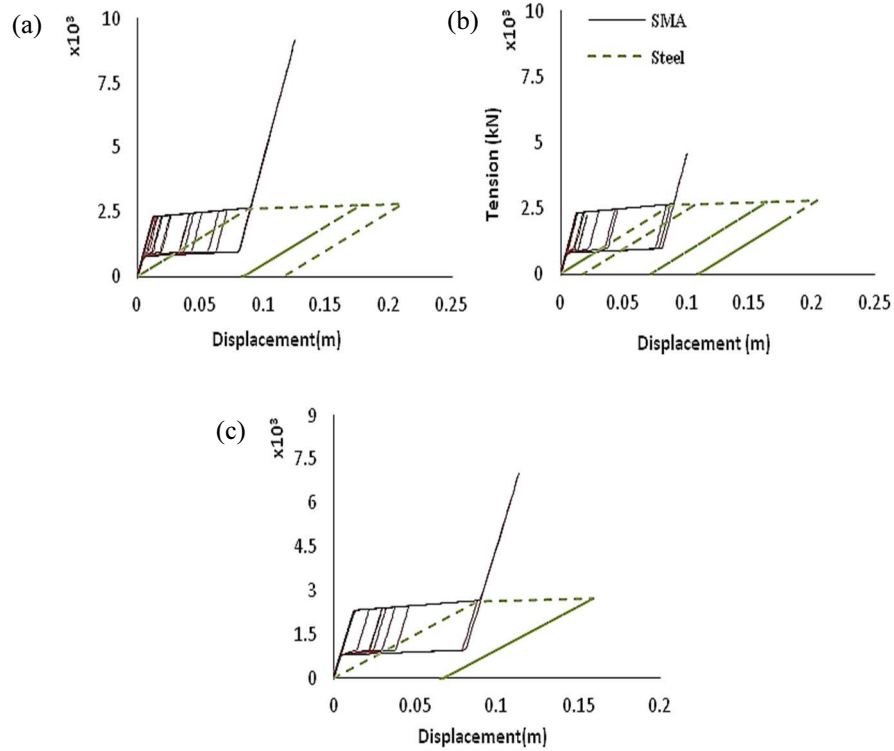 (a)
x10³
10
7.5
5
2.5
0
0 0.05 0.1 0.15 0.2 0.25
Displacement(m)
(b)
x10³
Tension (kN)
10
7.5
5
2.5
0
0 0.05 0.1 0.15 0.2 0.25
Displacement (m)
SMA
Steel
(c)
x10³
9
7.5
6
4.5
3
1.5
0
0 0.05 0.1 0.15 0.2
Displacement(m)